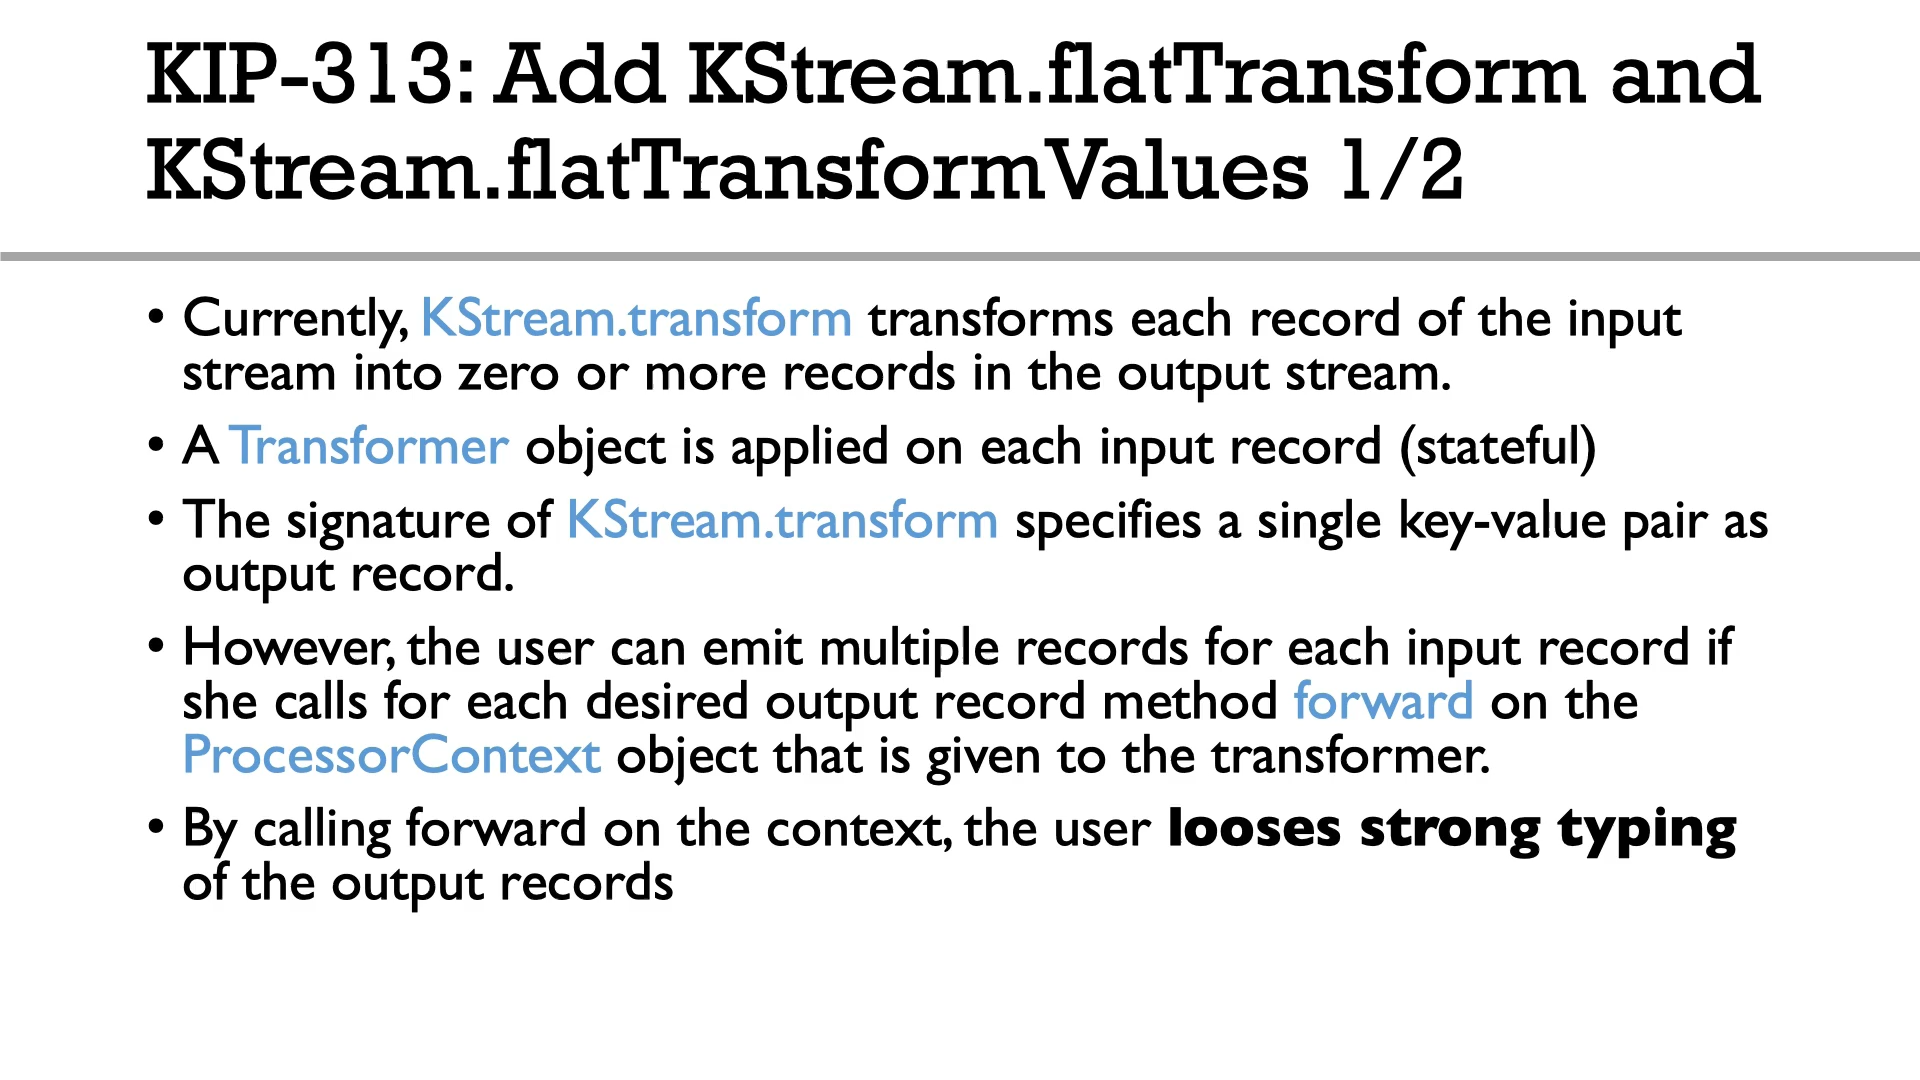 KIP-313: Add KStream.flatTransform and
KStream.flatTransformValues 1/2
• Currently, KStream.transform transforms each record of the input
stream into zero or more records in the output stream.
• A Transformer object is applied on each input record (stateful)
• The signature of KStream.transform specifies a single key-value pair as
output record.
• However, the user can emit multiple records for each input record if
she calls for each desired output record method forward on the
ProcessorContext object that is given to the transformer.
• By calling forward on the context, the user looses strong typing
of the output records